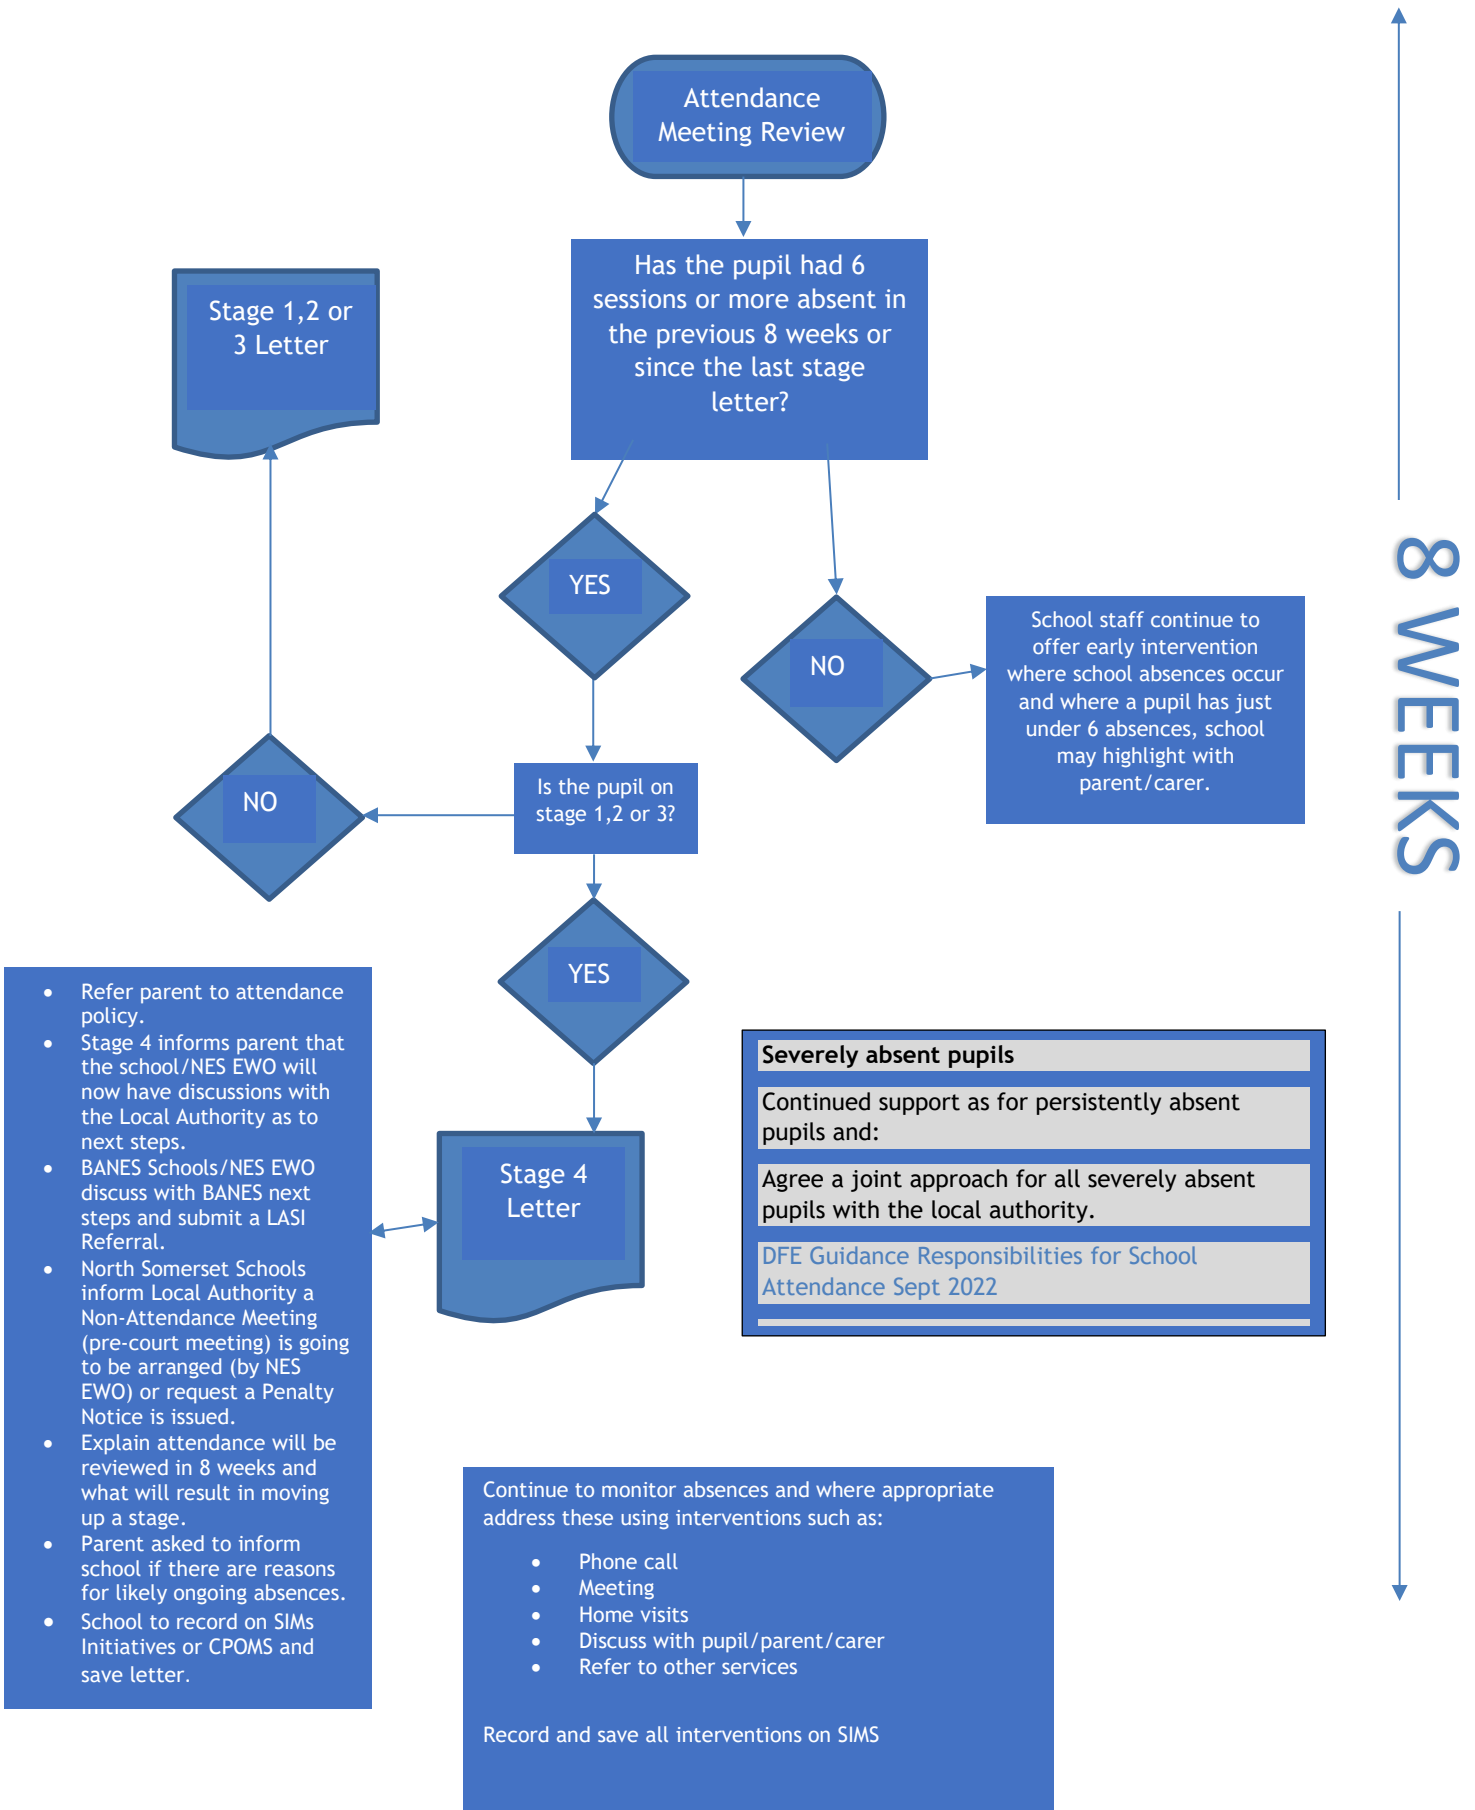 Attendance
Meeting Review
Has the pupil had 6
sessions or more absent in
the previous 8 weeks or
since the last stage
letter?
Stage 1,2 or
3 Letter
YES
NO
School staff continue to
offer early intervention
where school absences occur
and where a pupil has just
under 6 absences, school
may highlight with
parent/carer.
8 WEEKS
Is the pupil on
stage 1,2 or 3?
NO
YES
• Refer parent to attendance
policy.
• Stage 4 informs parent that
the school/NES EWO will
now have discussions with
the Local Authority as to
next steps.
• BANES Schools/NES EWO
discuss with BANES next
steps and submit a LASI
Referral.
• North Somerset Schools
inform Local Authority a
Non-Attendance Meeting
(pre-court meeting) is going
to be arranged (by NES
EWO) or request a Penalty
Notice is issued.
• Explain attendance will be
reviewed in 8 weeks and
what will result in moving
up a stage.
• Parent asked to inform
school if there are reasons
for likely ongoing absences.
• School to record on SIMs
Initiatives or CPOMS and
save letter.
Stage 4
Letter
Severely absent pupils
Continued support as for persistently absent
pupils and:
Agree a joint approach for all severely absent
pupils with the local authority.
DFE Guidance Responsibilities for School
Attendance Sept 2022
Continue to monitor absences and where appropriate
address these using interventions such as:
• Phone call
• Meeting
• Home visits
• Discuss with pupil/parent/carer
• Refer to other services
Record and save all interventions on SIMS